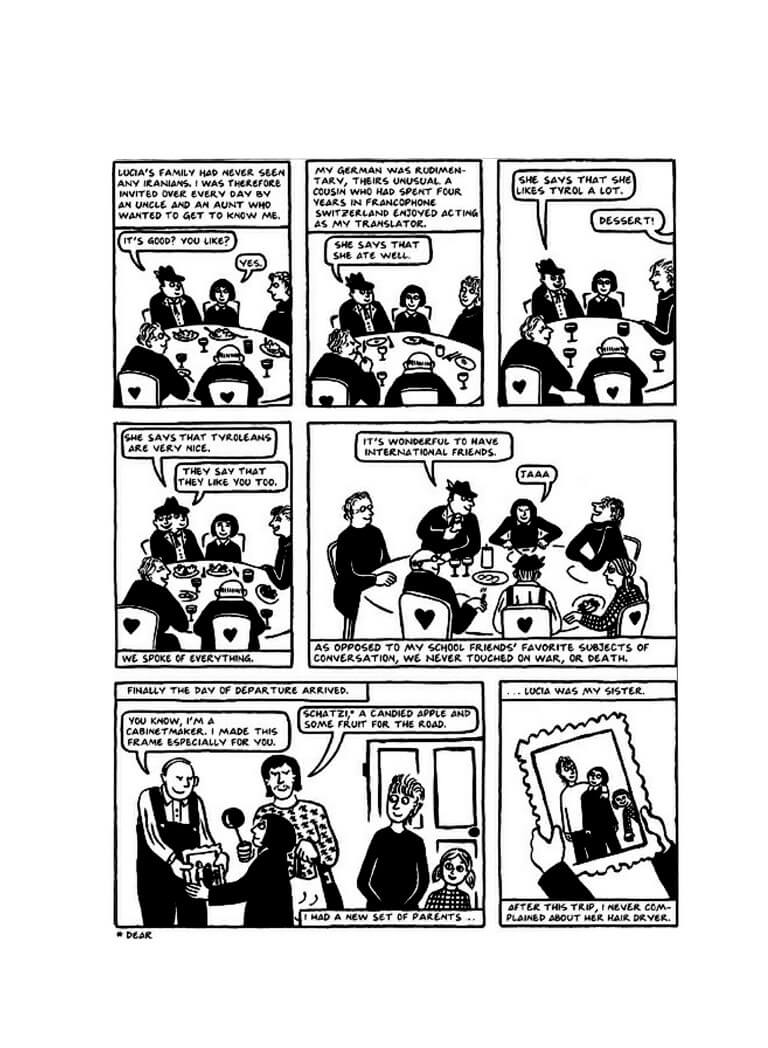 LUCIA'S FAMILY HAD NEVER SEEN
ANY IRANIANS. I WAS THEREFORE
INVITED OVER EVERY DAY BY
AN UNCLE AND AN AUNT WHO
WANTED TO GET TO KNOW ME.
IT'S GOOD? YOU LIKE?
YES.
MY GERMAN WAS RUDIMEN-
TARY, THEIRS UNUSUAL. A
COUSIN WHO HAD SPENT FOUR
YEARS IN FRANCOPHONE
SWITZERLAND ENJOYED ACTING
AS MY TRANSLATOR.
SHE SAYS THAT
SHE ATE WELL.
SHE SAYS THAT SHE
LIKES TYROL A LOT.
DESSERT!
SHE SAYS THAT TYROLEANS
ARE VERY NICE.
THEY SAY THAT
THEY LIKE YOU TOO.
WE SPOKE OF EVERYTHING.
IT'S WONDERFUL TO HAVE
INTERNATIONAL FRIENDS.
JAAA
AS OPPOSED TO MY SCHOOL FRIENDS' FAVORITE SUBJECTS OF
CONVERSATION, WE NEVER TOUCHED ON WAR, OR DEATH.
FINALLY THE DAY OF DEPARTURE ARRIVED.
YOU KNOW, I'M A
CABINETMAKER. I MADE THIS
FRAME ESPECIALLY FOR YOU.
SCHATZI,* A CANDIED APPLE AND
SOME FRUIT FOR THE ROAD.
I HAD A NEW SET OF PARENTS ..
... LUCIA WAS MY SISTER.
AFTER THIS TRIP, I NEVER COM-
PLAINED ABOUT HER HAIR DRYER.
* DEAR